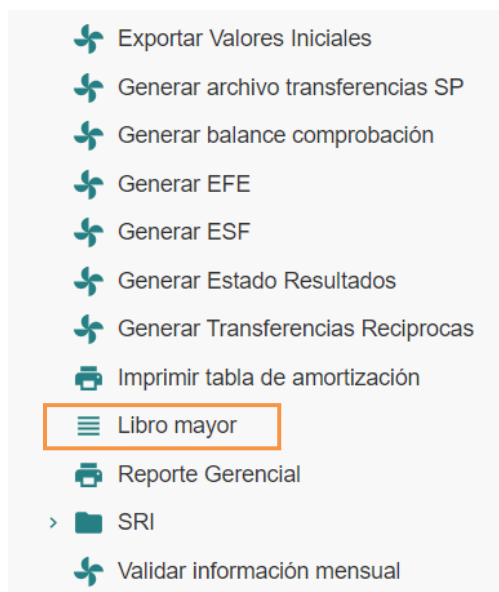 Exportar Valores Iniciales
Generar archivo transferencias SP
Generar balance comprobación
Generar EFE
Generar ESF
Generar Estado Resultados
Generar Transferencias Reciprocas
Imprimir tabla de amortización
Libro mayor
Reporte Gerencial
SRI
Validar información mensual